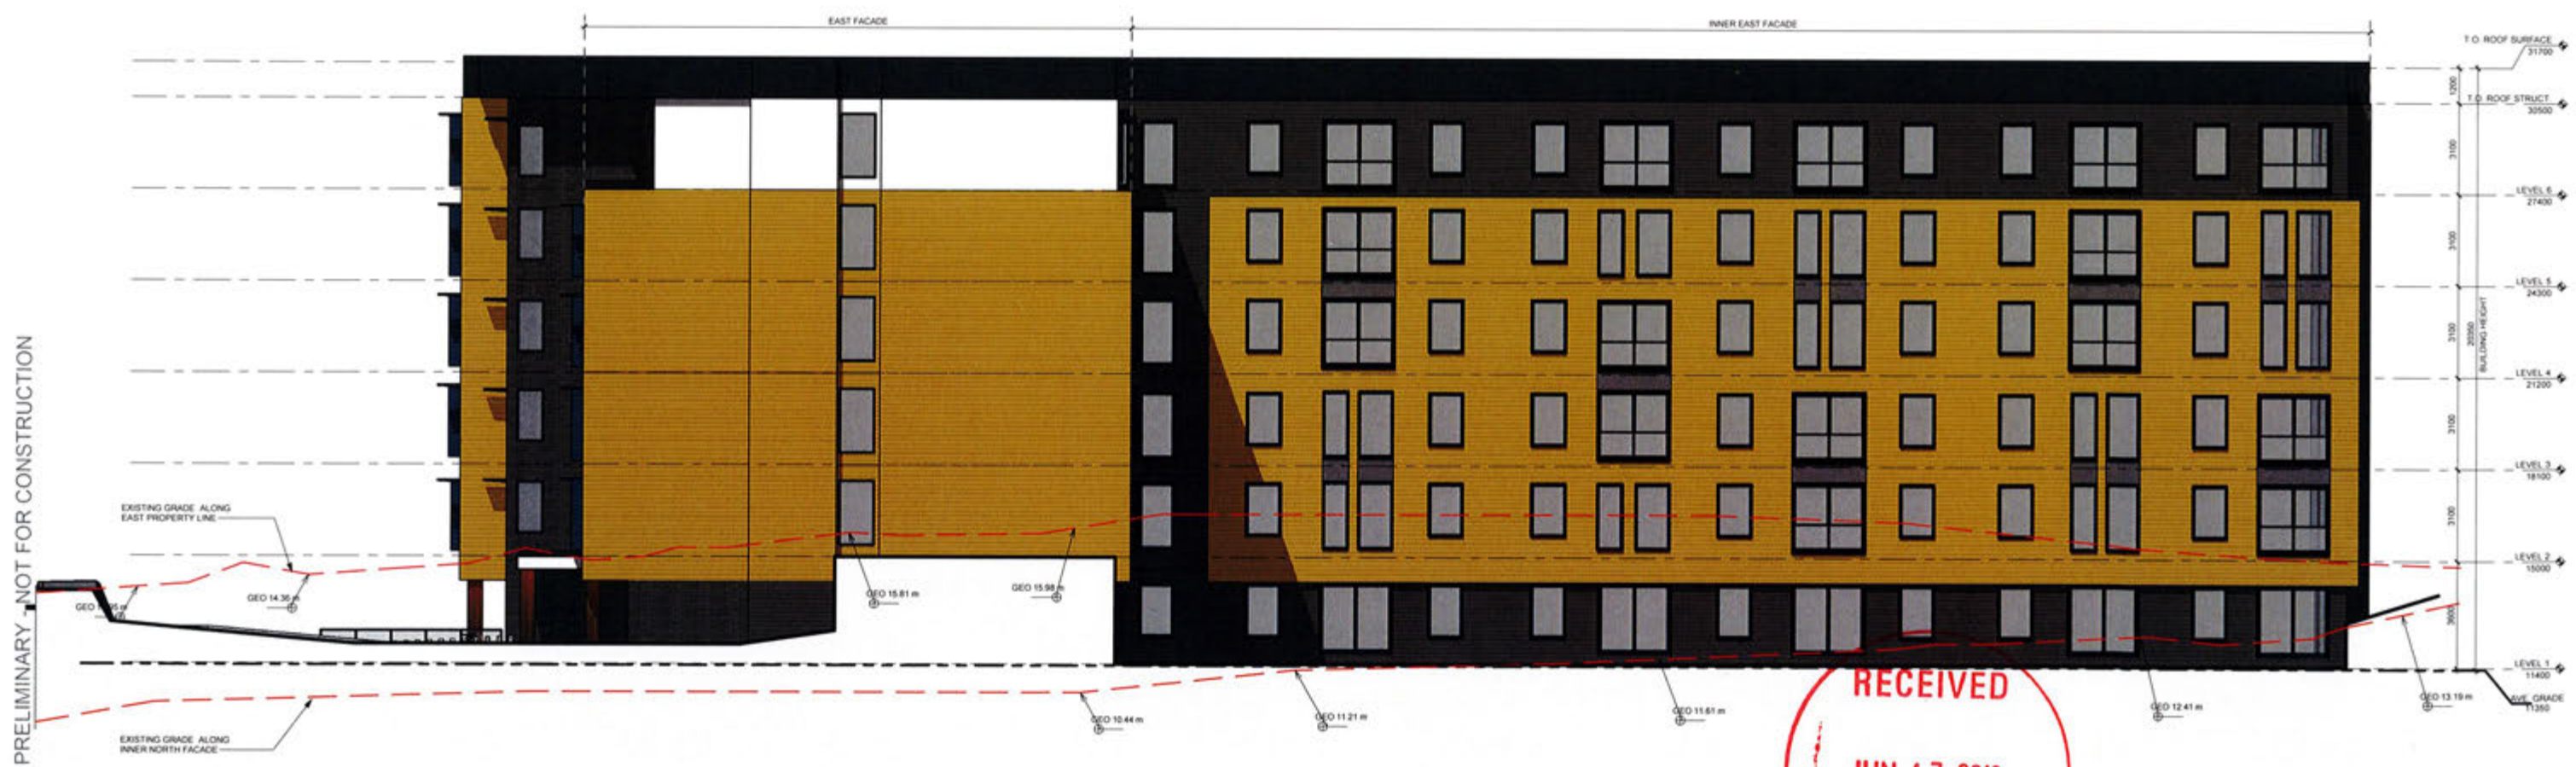 EAST FACADE
INNER EAST FACADE
T.O. ROOF SURFACE
31700
1200
T.O. ROOF STRUCT
30500
3100
LEVEL 6
27400
3100
LEVEL 5
24300
3100
20350
BUILDING HEIGHT
LEVEL 4
21200
3100
LEVEL 3
18100
3100
LEVEL 2
15000
3600
LEVEL 1
11400
AVE. GRADE
11350
PRELIMINARY - NOT FOR CONSTRUCTION
EXISTING GRADE ALONG
EAST PROPERTY LINE
GEO
GEO 14.36 m
GEO 15.81 m
GEO 15.98 m
EXISTING GRADE ALONG
INNER NORTH FACADE
GEO 10.44 m
GEO 11.21 m
GEO 11.61 m
GEO 12.41 m
GEO 13.19 m
RECEIVED
JUN 17